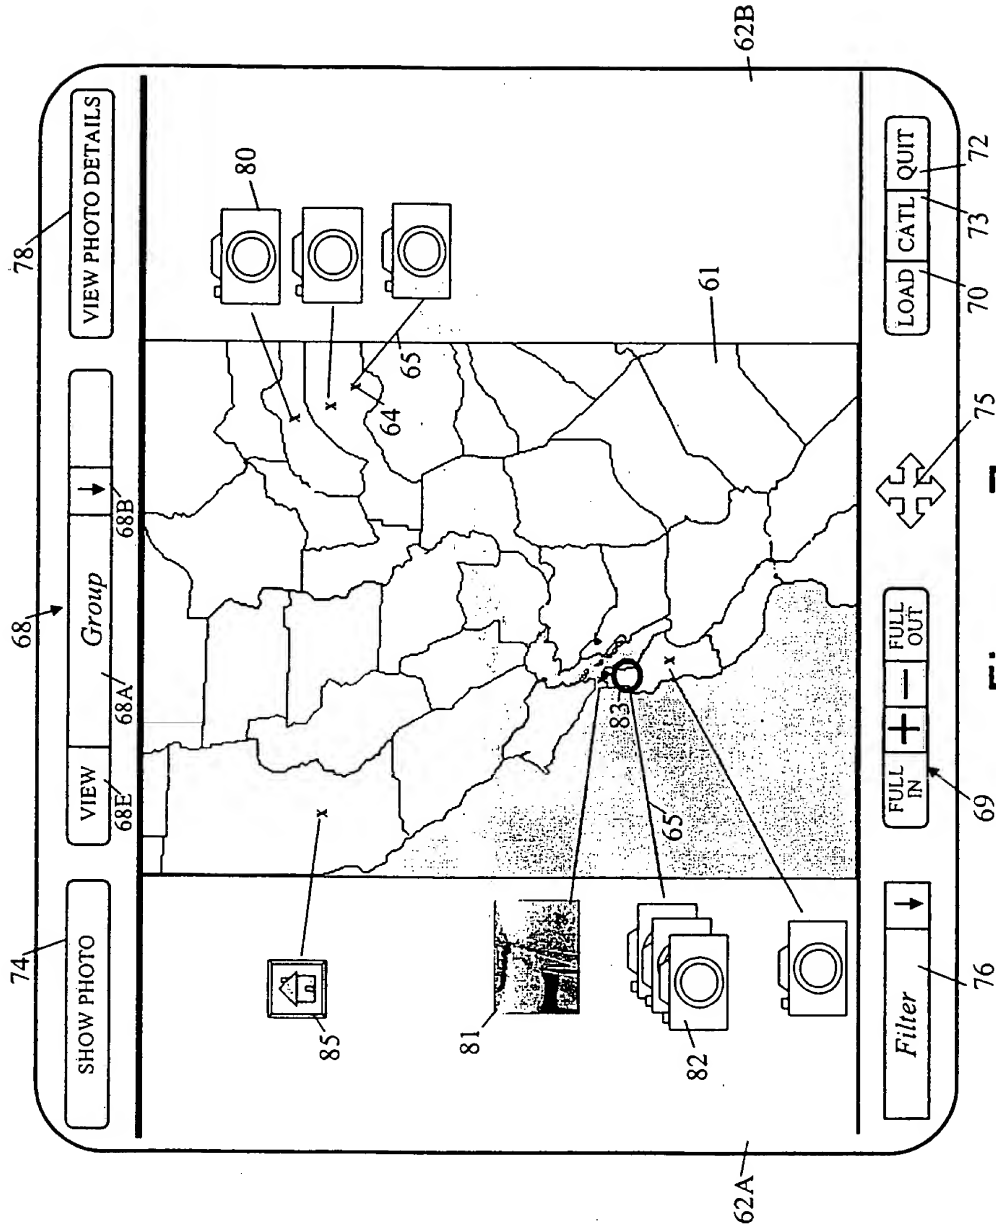 74
68
78
SHOW PHOTO
VIEW
Group
VIEW PHOTO DETAILS
68E
68A
68B
80
85
64
65
81
83
65
61
82
62A
62B
Filter
FULL IN
+
−
FULL OUT
LOAD
CATL
QUIT
76
69
75
70
73
72